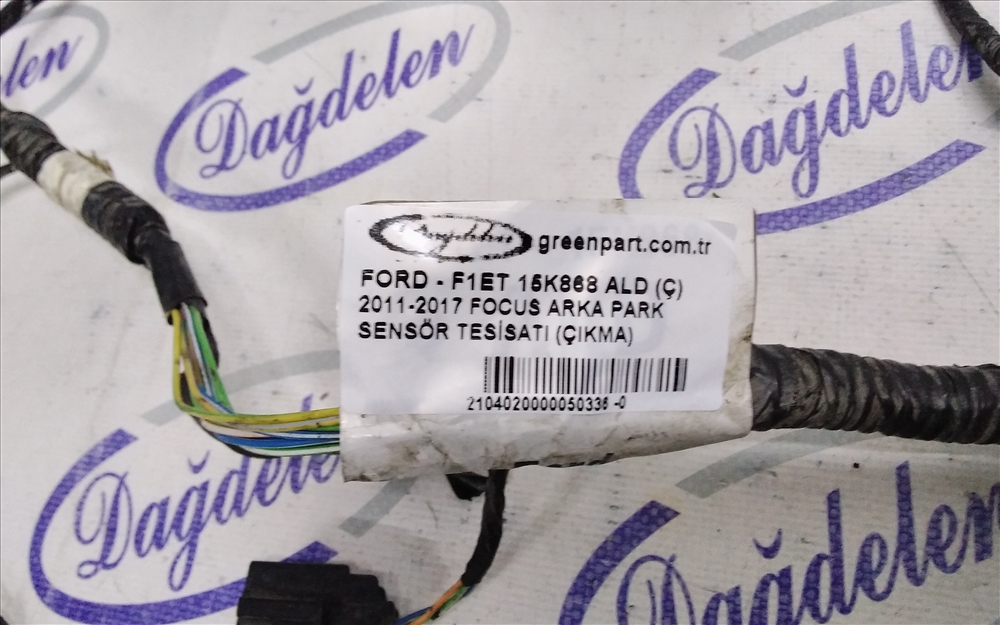 Dağdelen
Dağdelen
Dağdelen
greenpart.com.tr
FORD - F1ET 15K868 ALD (Ç)
2011-2017 FOCUS ARKA PARK
SENSÖR TESİSATI (ÇIKMA)
2104020000050336 -0
Dağdelen
Dağdelen